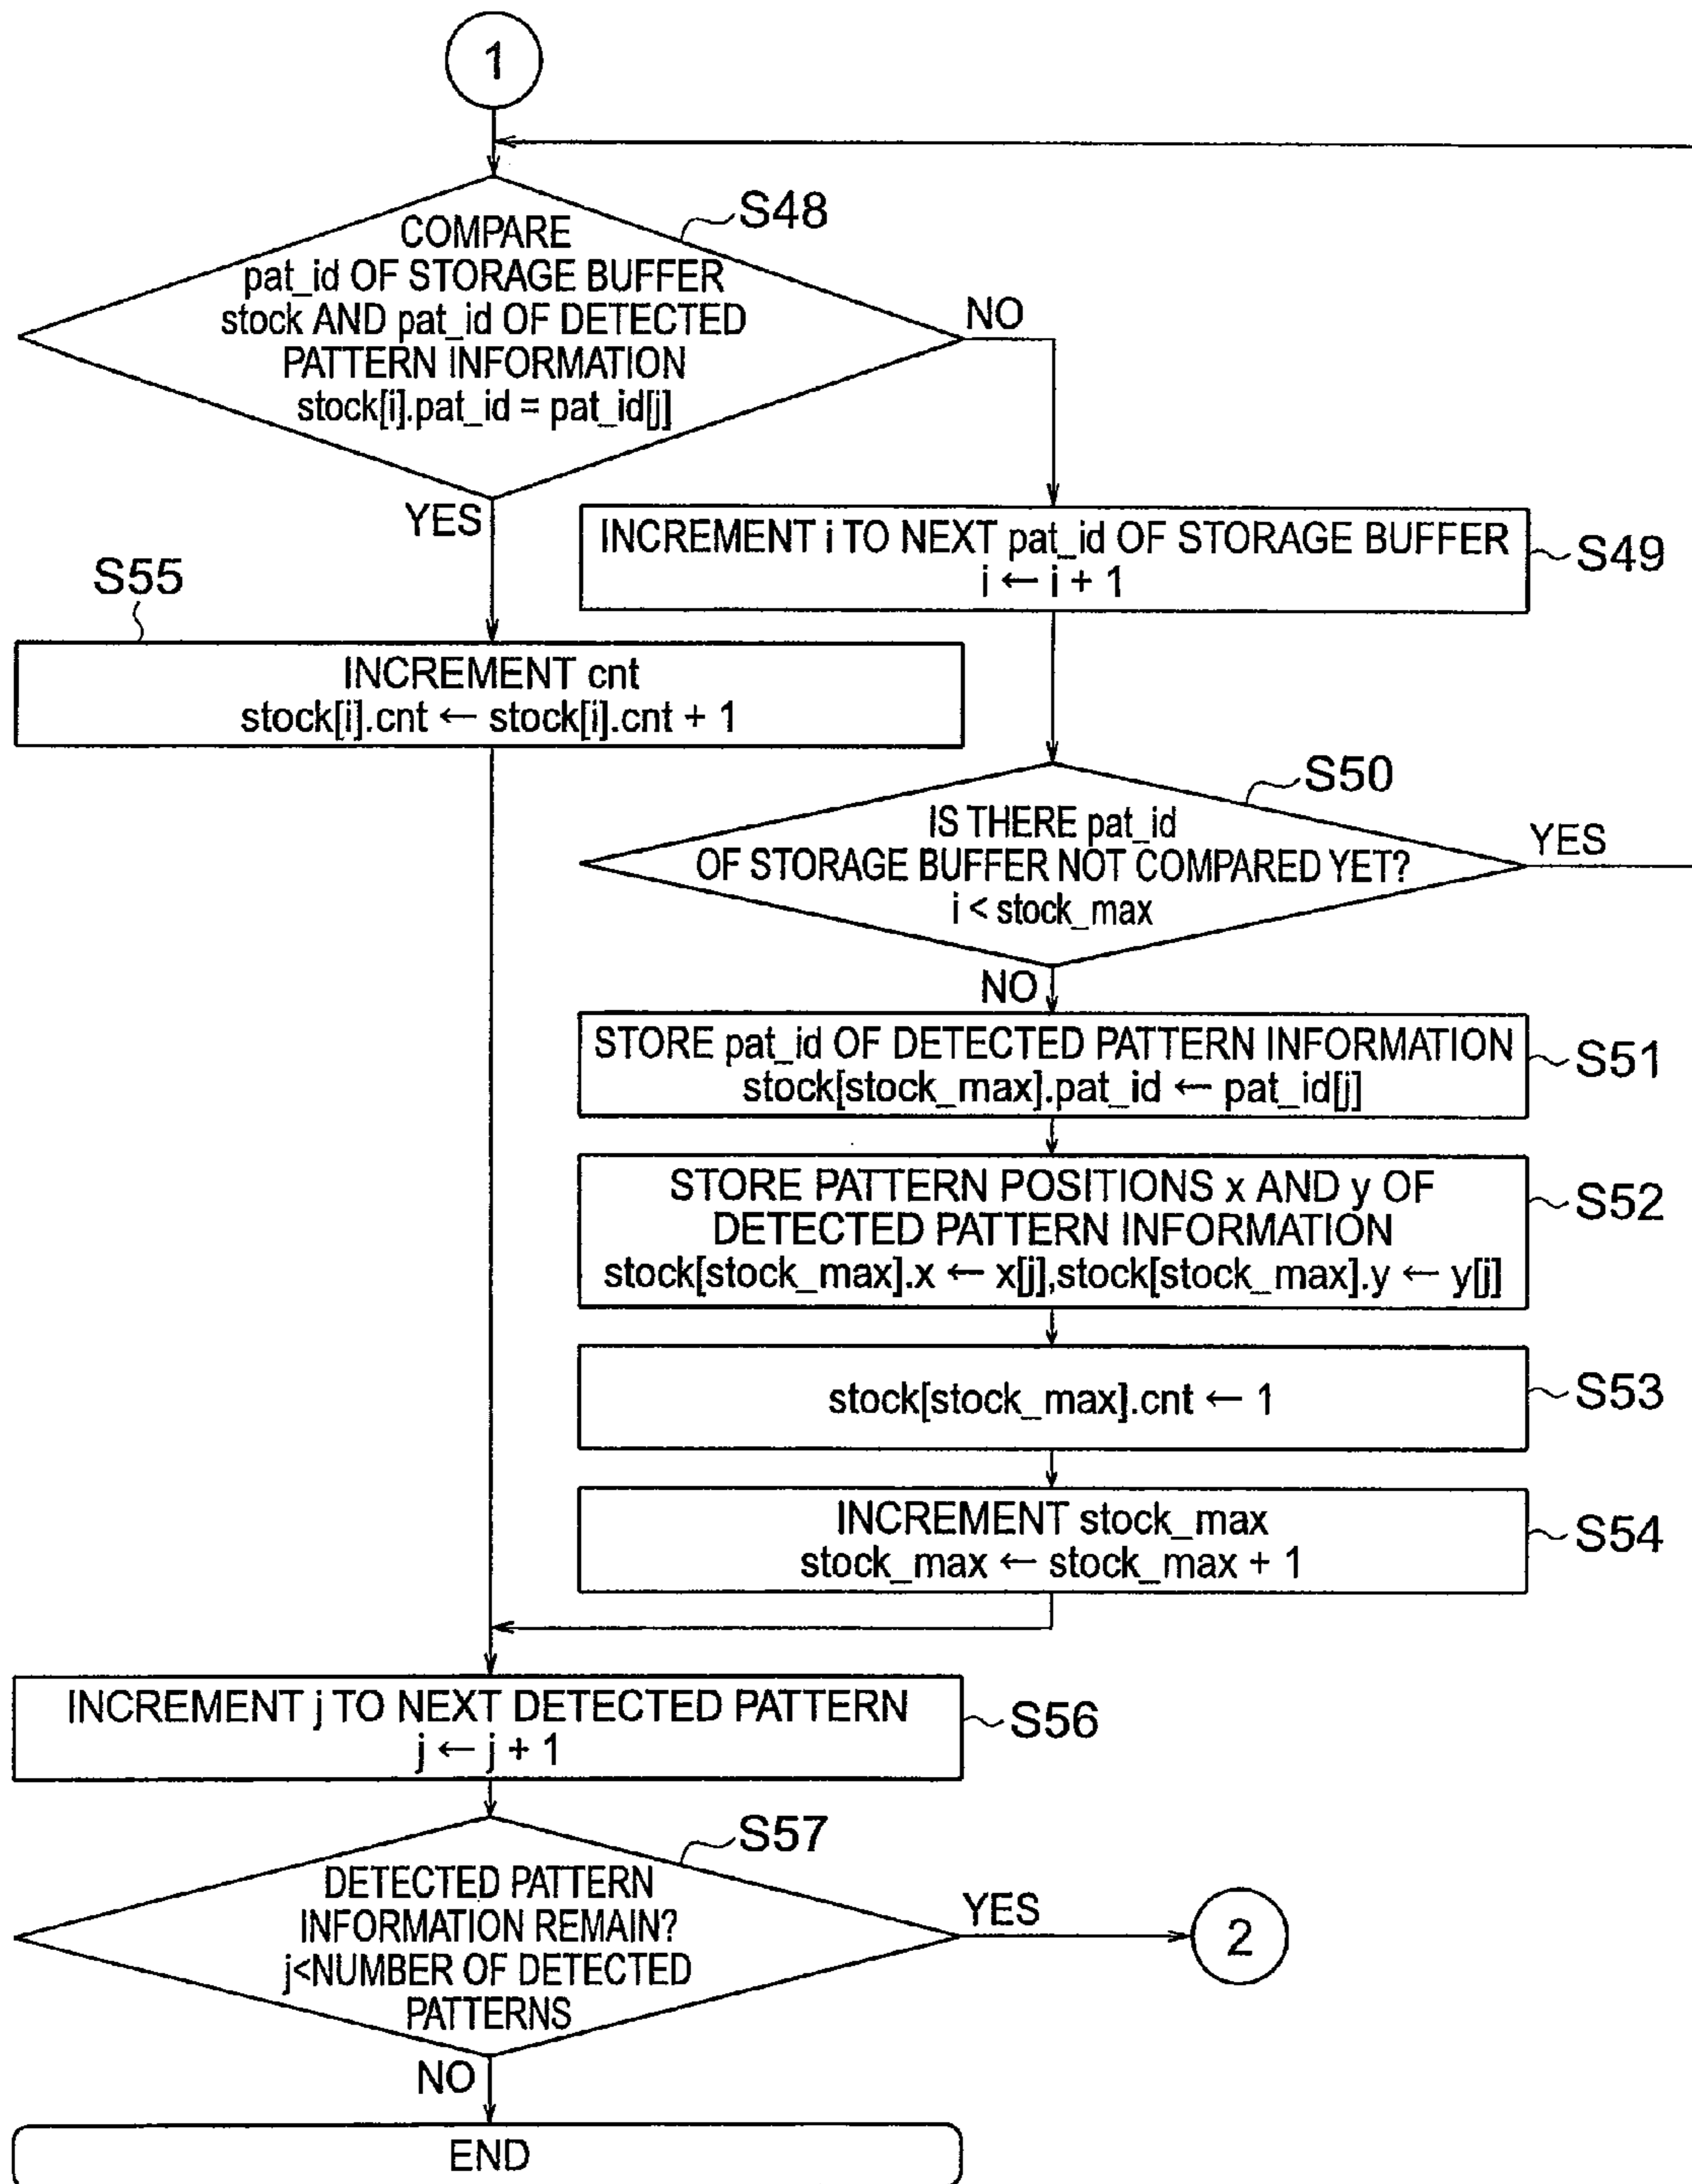 1
COMPARE
pat_id OF STORAGE BUFFER
stock AND pat_id OF DETECTED
PATTERN INFORMATION
stock[i].pat_id = pat_id[j]
S48
NO
YES
INCREMENT i TO NEXT pat_id OF STORAGE BUFFER
i ← i + 1
S49
S55
INCREMENT cnt
stock[i].cnt ← stock[i].cnt + 1
S50
IS THERE pat_id
OF STORAGE BUFFER NOT COMPARED YET?
i < stock_max
YES
NO
STORE pat_id OF DETECTED PATTERN INFORMATION
stock[stock_max].pat_id ← pat_id[j]
S51
STORE PATTERN POSITIONS x AND y OF
DETECTED PATTERN INFORMATION
stock[stock_max].x ← x[j],stock[stock_max].y ← y[j]
S52
stock[stock_max].cnt ← 1
S53
INCREMENT stock_max
stock_max ← stock_max + 1
S54
INCREMENT j TO NEXT DETECTED PATTERN
j ← j + 1
S56
S57
DETECTED PATTERN
INFORMATION REMAIN?
j<NUMBER OF DETECTED
PATTERNS
YES
2
NO
END